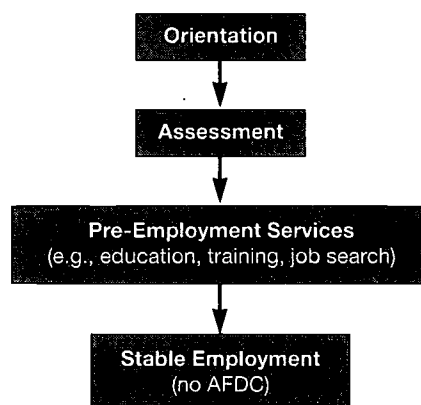 Orientation
Assessment
Pre-Employment Services
(e.g., education, training, job search)
Stable Employment
(no AFDC)